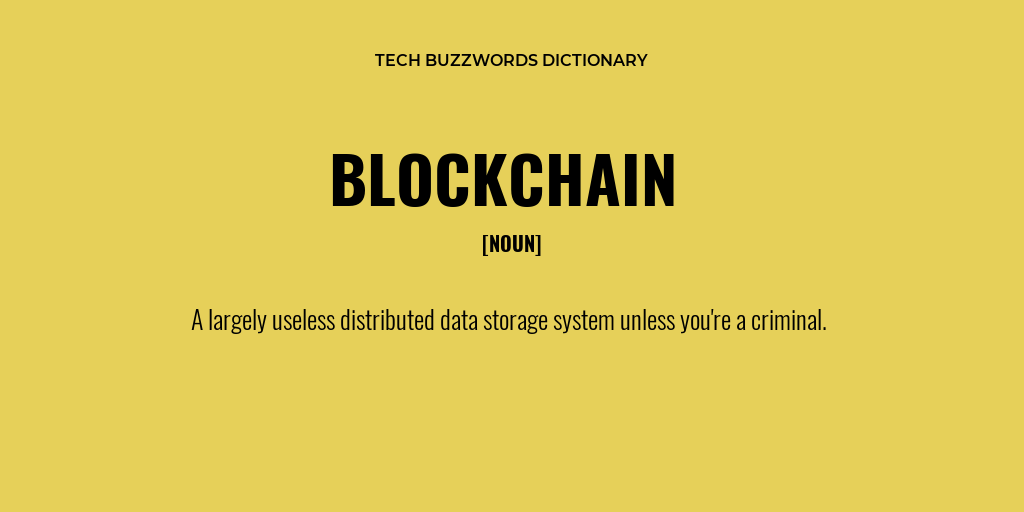 TECH BUZZWORDS DICTIONARY
BLOCKCHAIN
[NOUN]
A largely useless distributed data storage system unless you're a criminal.